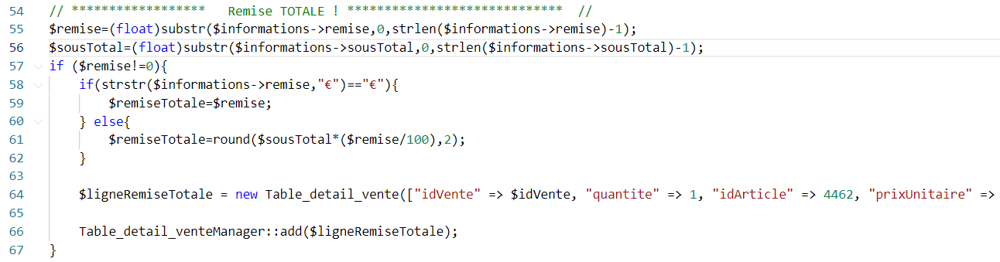 54 // ****************** Remise TOTALE ! ***************************** //
55 $remise=(float)substr($informations->remise,0,strlen($informations->remise)-1);
56 $sousTotal=(float)substr($informations->sousTotal,0,strlen($informations->sousTotal)-1);
57 if ($remise!=0){
58 if(strstr($informations->remise,"€")=="€"){
59 $remiseTotale=$remise;
60 } else{
61 $remiseTotale=round($sousTotal*($remise/100),2);
62 }
63
64 $ligneRemiseTotale = new Table_detail_vente(["idVente" => $idVente, "quantite" => 1, "idArticle" => 4462, "prixUnitaire" =>
65
66 Table_detail_venteManager::add($ligneRemiseTotale);
67 }